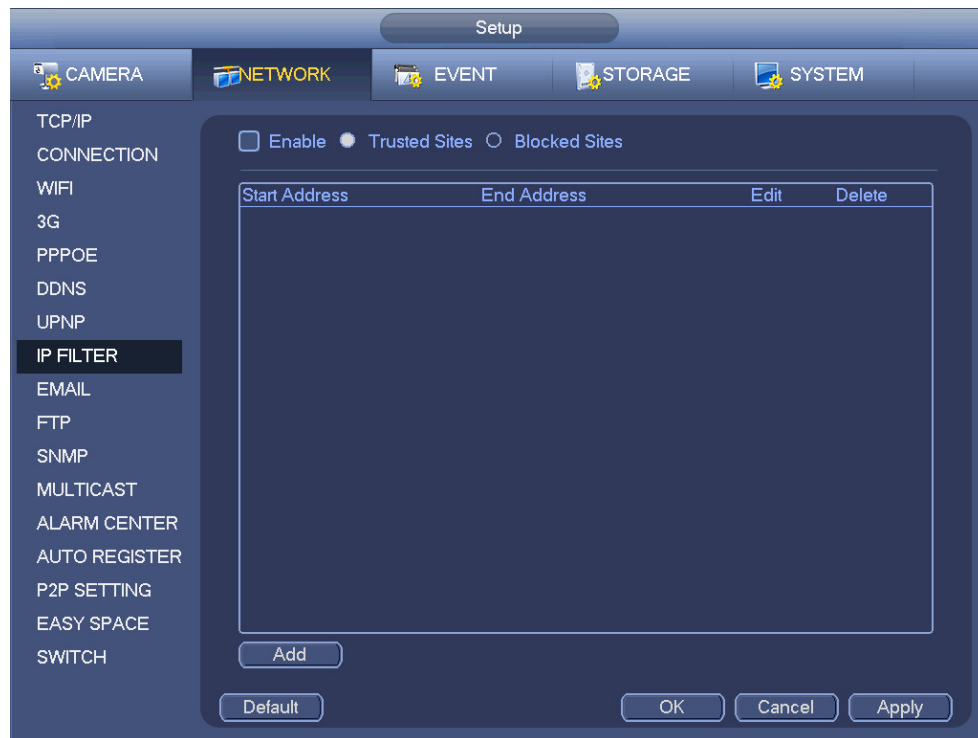 Setup
CAMERA NETWORK EVENT STORAGE SYSTEM
TCP/IP
CONNECTION
WIFI
3G
PPPOE
DDNS
UPNP
IP FILTER
EMAIL
FTP
SNMP
MULTICAST
ALARM CENTER
AUTO REGISTER
P2P SETTING
EASY SPACE
SWITCH
Enable Trusted Sites Blocked Sites
Start Address End Address Edit Delete
Add
Default OK Cancel Apply